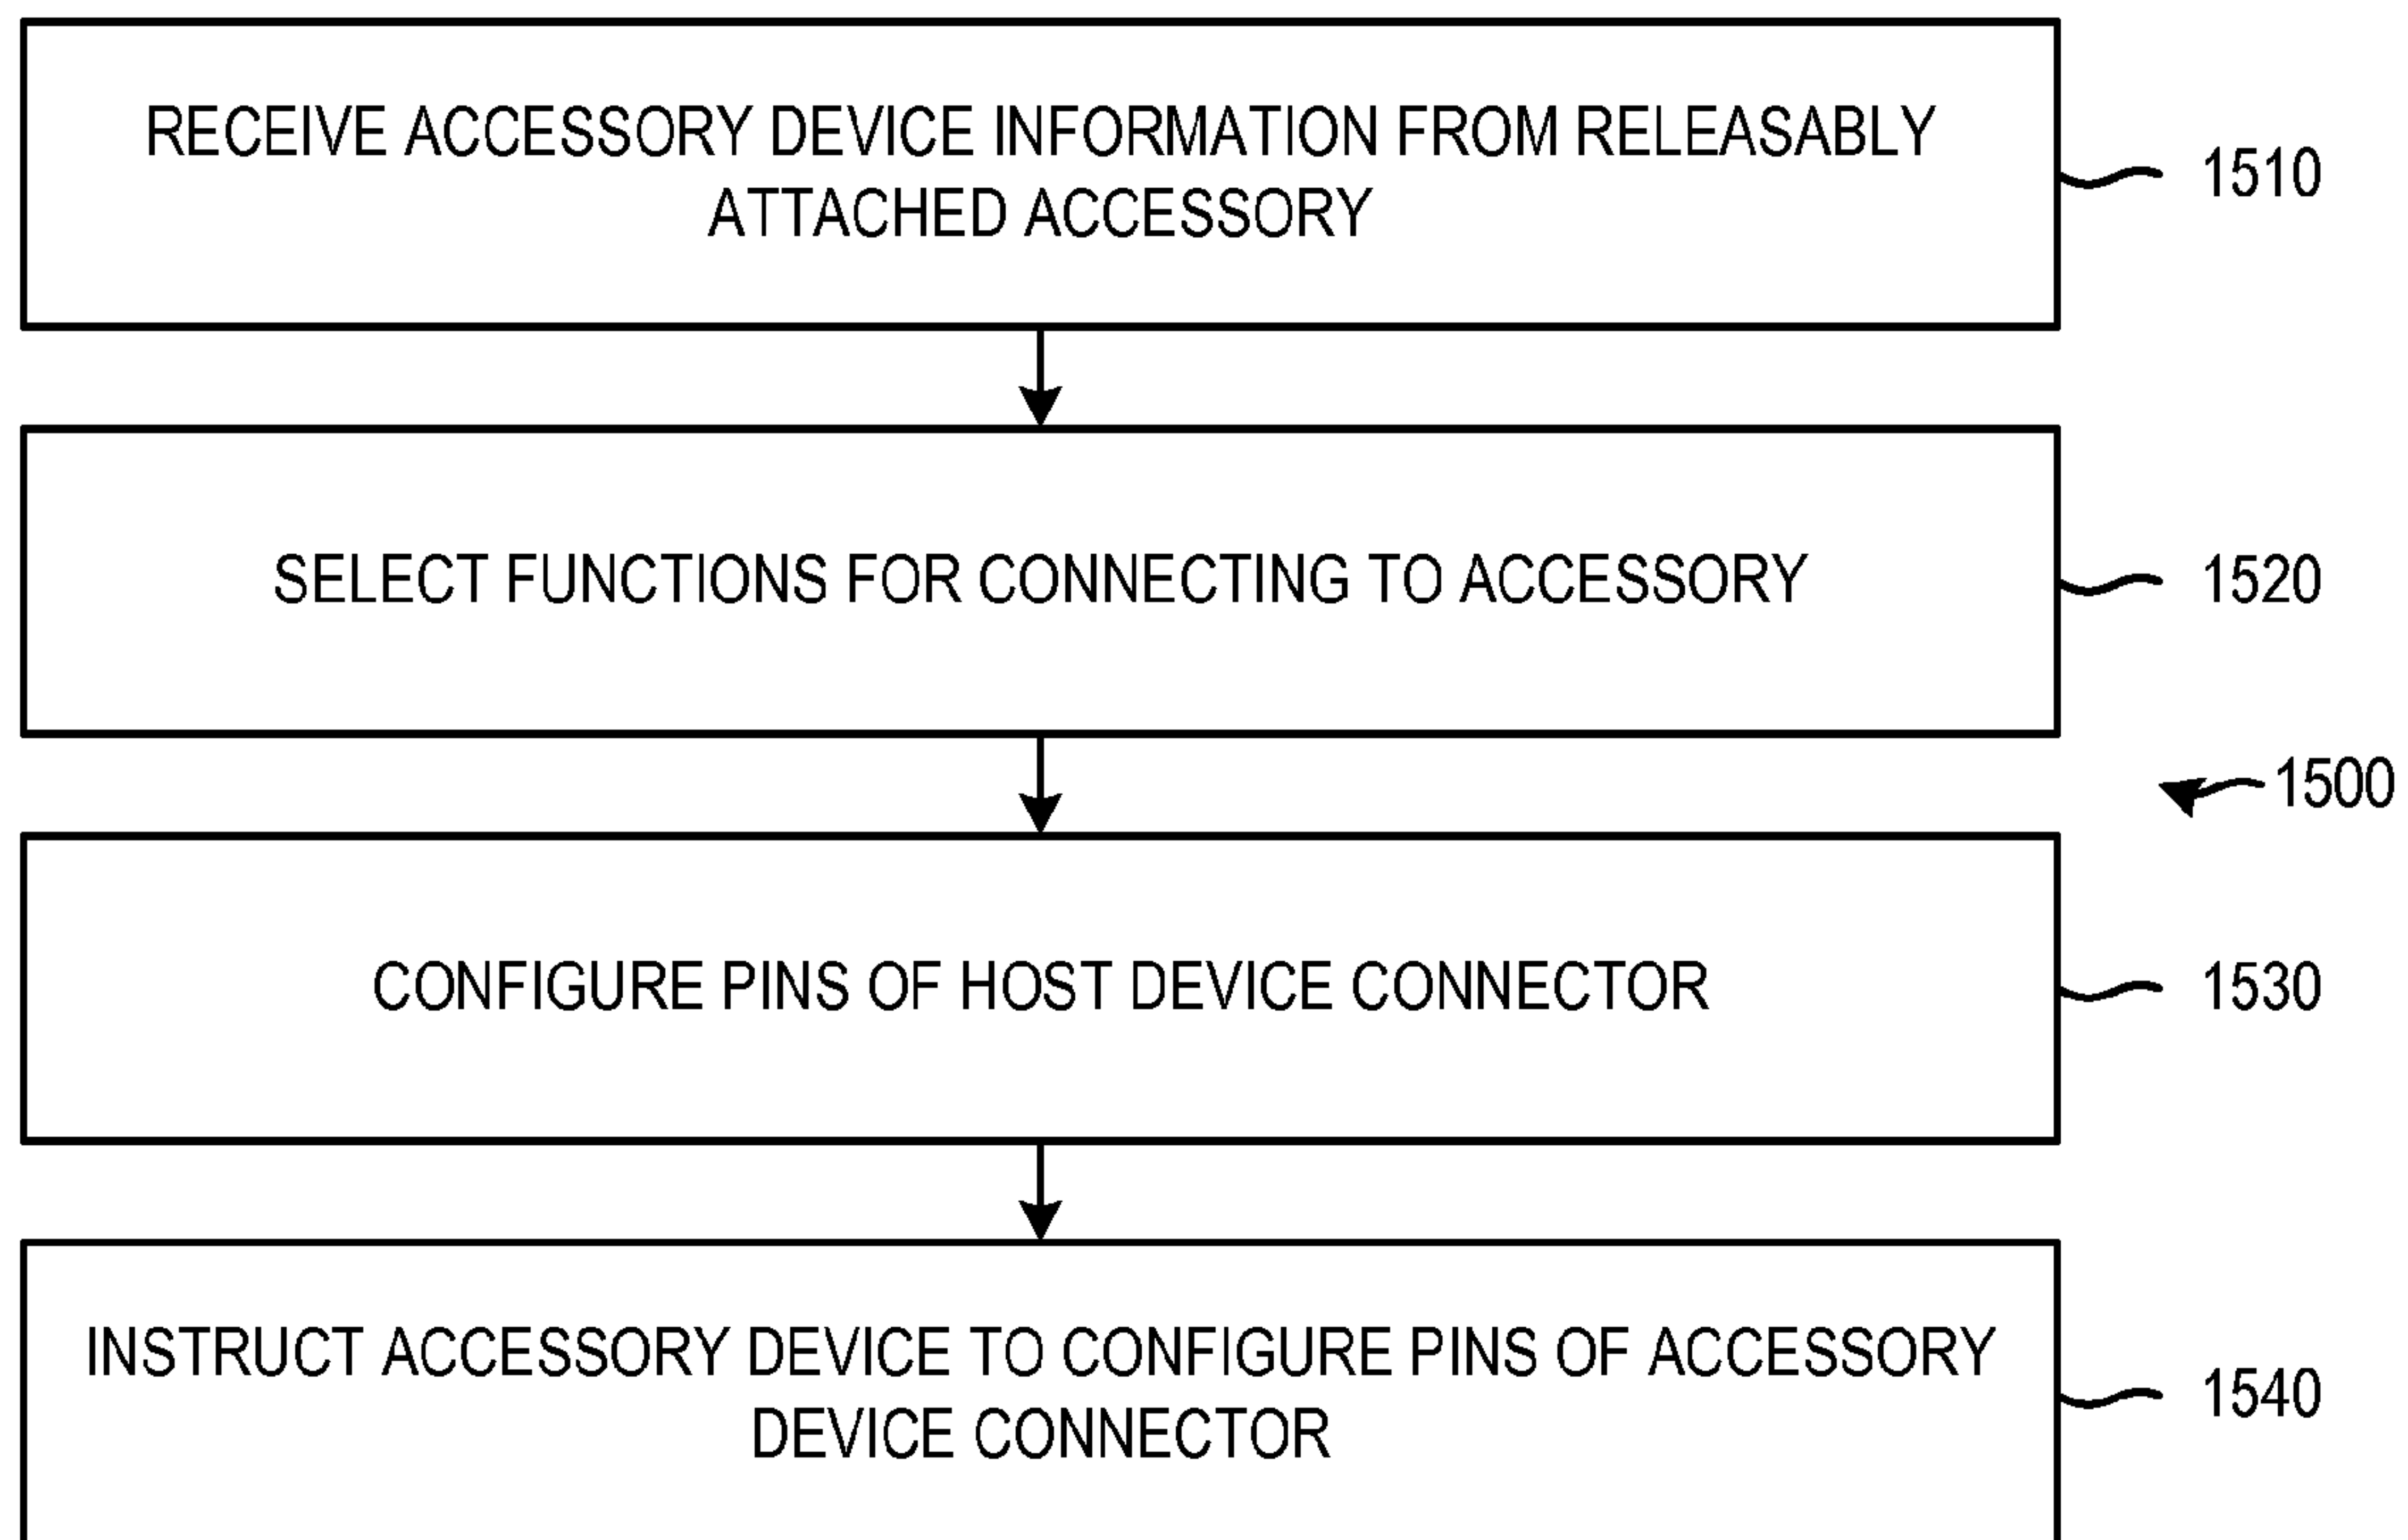 RECEIVE ACCESSORY DEVICE INFORMATION FROM RELEASABLY
ATTACHED ACCESSORY
1510
SELECT FUNCTIONS FOR CONNECTING TO ACCESSORY
1520
1500
CONFIGURE PINS OF HOST DEVICE CONNECTOR
1530
INSTRUCT ACCESSORY DEVICE TO CONFIGURE PINS OF ACCESSORY
DEVICE CONNECTOR
1540